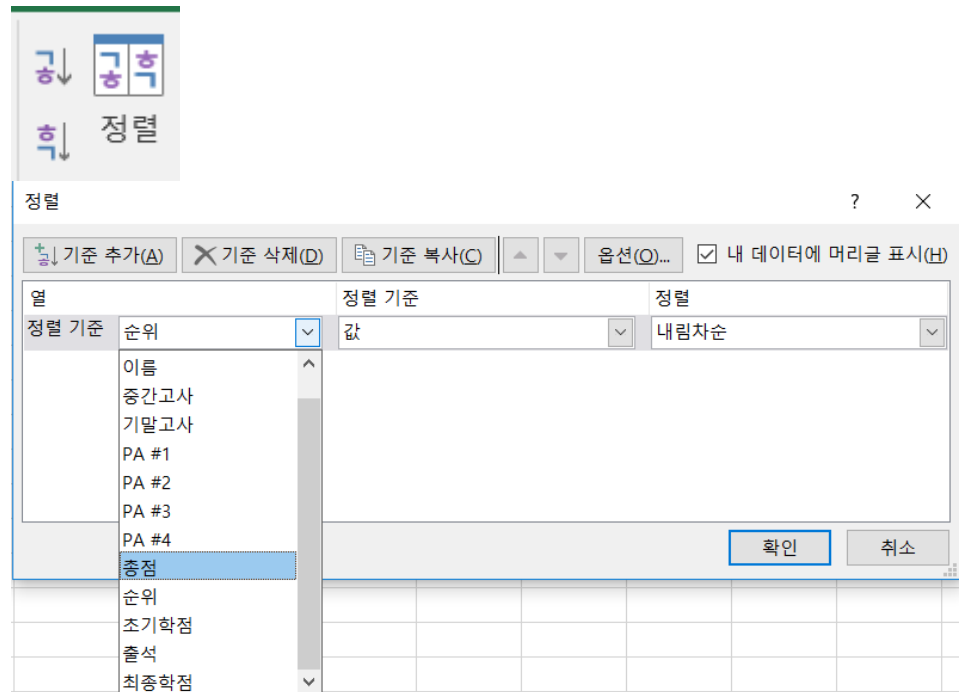 공
흑
공흑
정렬
정렬 ? ×
기준 추가(A) 기준 삭제(D) 기준 복사(C) 옵션(O)... 내 데이터에 머리글 표시(H)
열 정렬 기준 정렬
정렬 기준 순위 값 내림차순
이름
중간고사
기말고사
PA #1
PA #2
PA #3
PA #4
총점
순위
초기학점
출석
최종학점
확인 취소